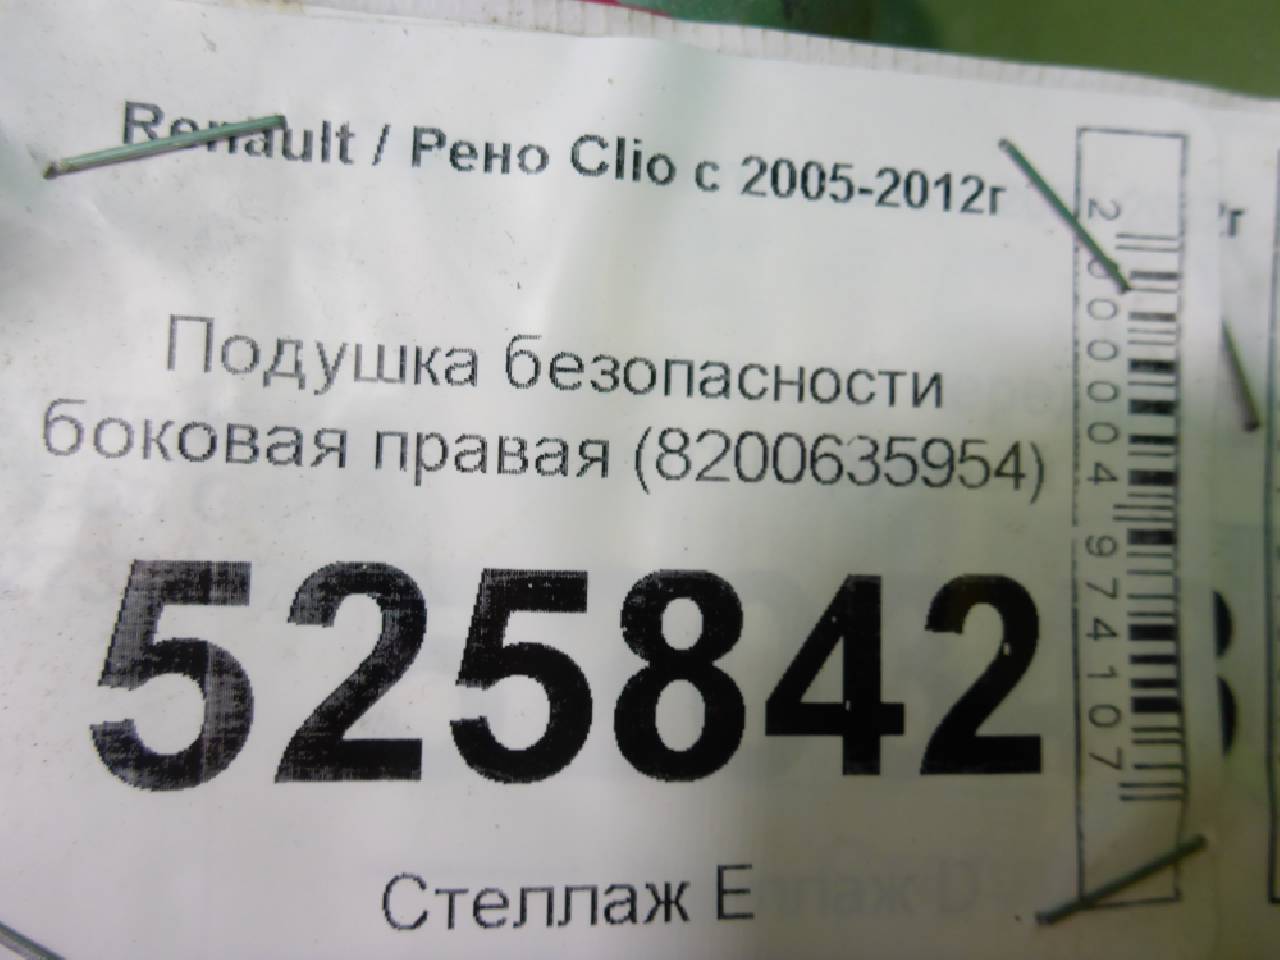 Renault / Рено Clio с 2005-2012г
Подушка безопасности
боковая правая (8200635954)
525842
Стеллаж E
2000004974107